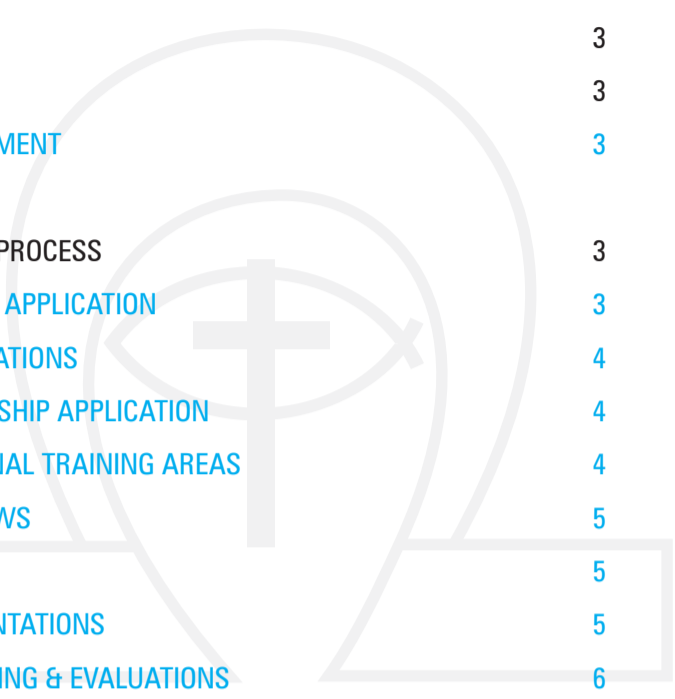 3
3
MENT 3
PROCESS 3
APPLICATION 3
ATIONS 4
SHIP APPLICATION 4
NAL TRAINING AREAS 4
WS 5
5
NTATIONS 5
ING & EVALUATIONS 6